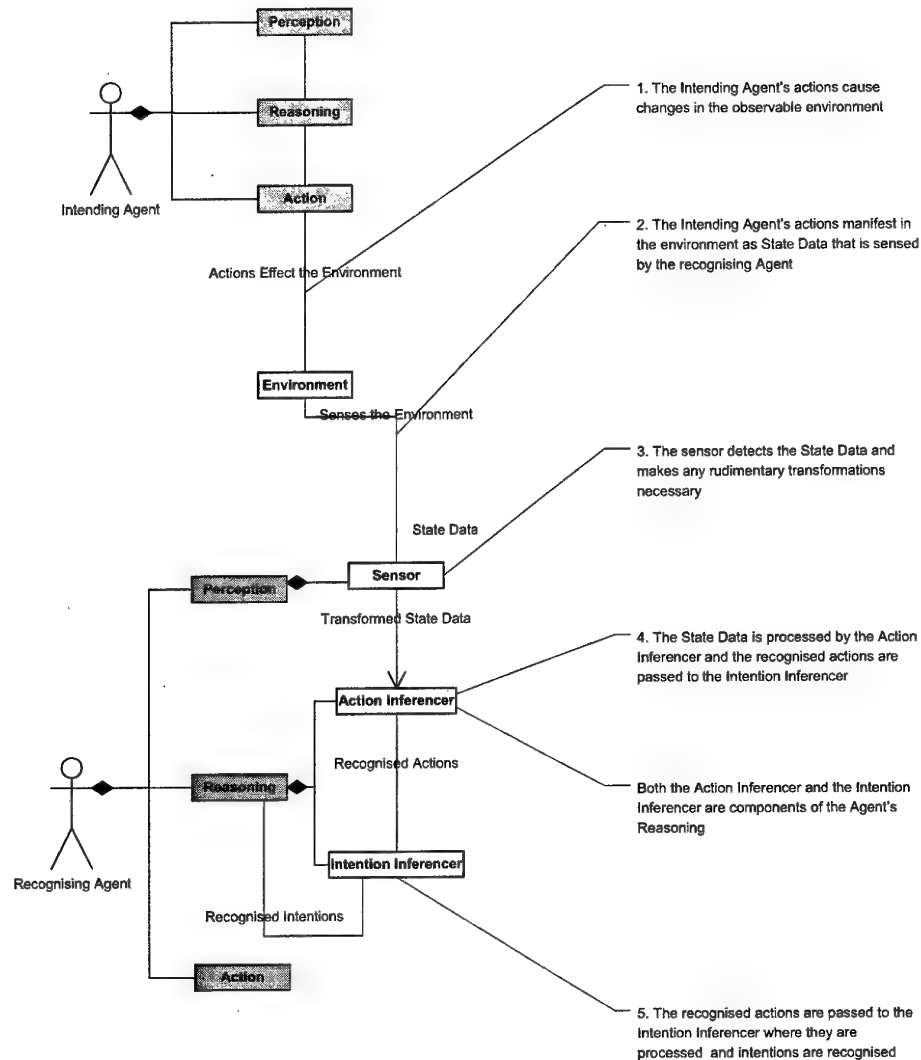 Perception
1. The Intending Agent's actions cause
changes in the observable environment
Reasoning
Action
Intending Agent
2. The Intending Agent's actions manifest in
the environment as State Data that is sensed
by the recognising Agent
Actions Effect the Environment
Environment
Senses the Environment
3. The sensor detects the State Data and
makes any rudimentary transformations
necessary
State Data
Sensor
Perception
Transformed State Data
4. The State Data is processed by the Action
Inferencer and the recognised actions are
passed to the Intention Inferencer
Action Inferencer
Recognised Actions
Reasoning
Both the Action Inferencer and the Intention
Inferencer are components of the Agent's
Reasoning
Intention Inferencer
Recognising Agent
Recognised Intentions
Action
5. The recognised actions are passed to the
Intention Inferencer where they are
processed and intentions are recognised